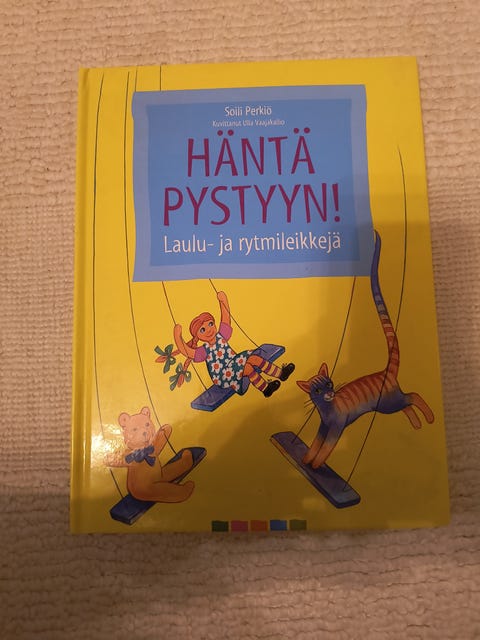 Soili Perkiö
Kuvittanut Ulla Vaajakallio
HÄNTÄ
PYSTYYN!
Laulu- ja rytmileikkejä